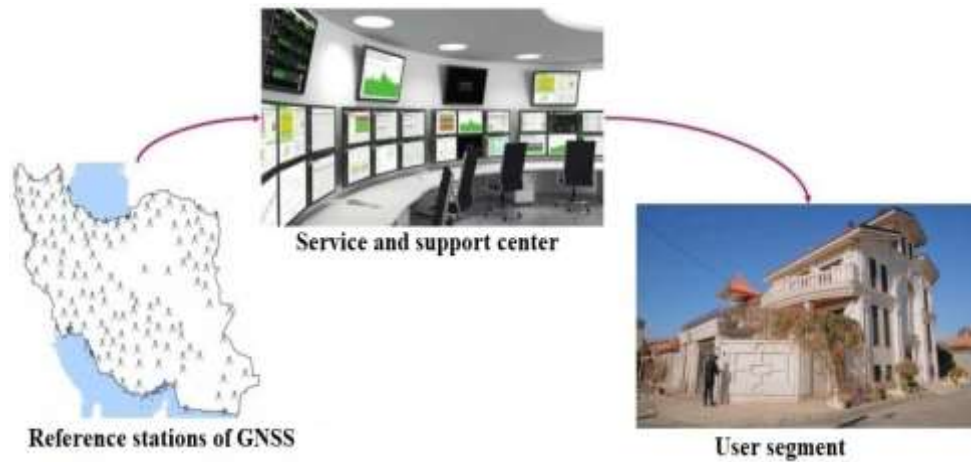 Service and support center
Reference stations of GNSS
User segment